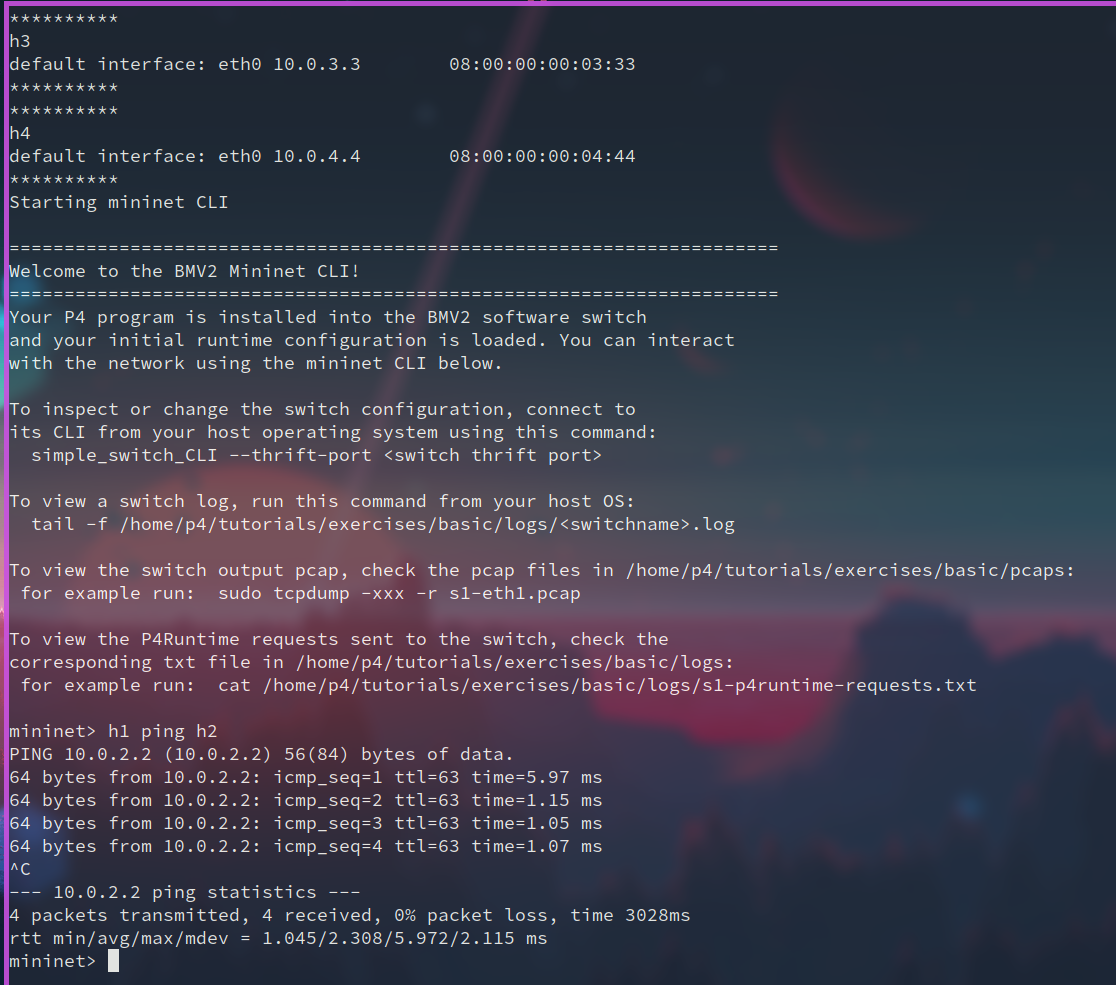 **********
h3
default interface: eth0 10.0.3.3        08:00:00:00:03:33
**********
**********
h4
default interface: eth0 10.0.4.4        08:00:00:00:04:44
**********
Starting mininet CLI
======================================================================
Welcome to the BMV2 Mininet CLI!
======================================================================
Your P4 program is installed into the BMV2 software switch
and your initial runtime configuration is loaded. You can interact
with the network using the mininet CLI below.
To inspect or change the switch configuration, connect to
its CLI from your host operating system using this command:
  simple_switch_CLI --thrift-port <switch thrift port>
To view a switch log, run this command from your host OS:
  tail -f /home/p4/tutorials/exercises/basic/logs/<switchname>.log
To view the switch output pcap, check the pcap files in /home/p4/tutorials/exercises/basic/pcaps:
 for example run:  sudo tcpdump -xxx -r s1-eth1.pcap
To view the P4Runtime requests sent to the switch, check the
corresponding txt file in /home/p4/tutorials/exercises/basic/logs:
 for example run:  cat /home/p4/tutorials/exercises/basic/logs/s1-p4runtime-requests.txt
mininet> h1 ping h2
PING 10.0.2.2 (10.0.2.2) 56(84) bytes of data.
64 bytes from 10.0.2.2: icmp_seq=1 ttl=63 time=5.97 ms
64 bytes from 10.0.2.2: icmp_seq=2 ttl=63 time=1.15 ms
64 bytes from 10.0.2.2: icmp_seq=3 ttl=63 time=1.05 ms
64 bytes from 10.0.2.2: icmp_seq=4 ttl=63 time=1.07 ms
^C
--- 10.0.2.2 ping statistics ---
4 packets transmitted, 4 received, 0% packet loss, time 3028ms
rtt min/avg/max/mdev = 1.045/2.308/5.972/2.115 ms
mininet>